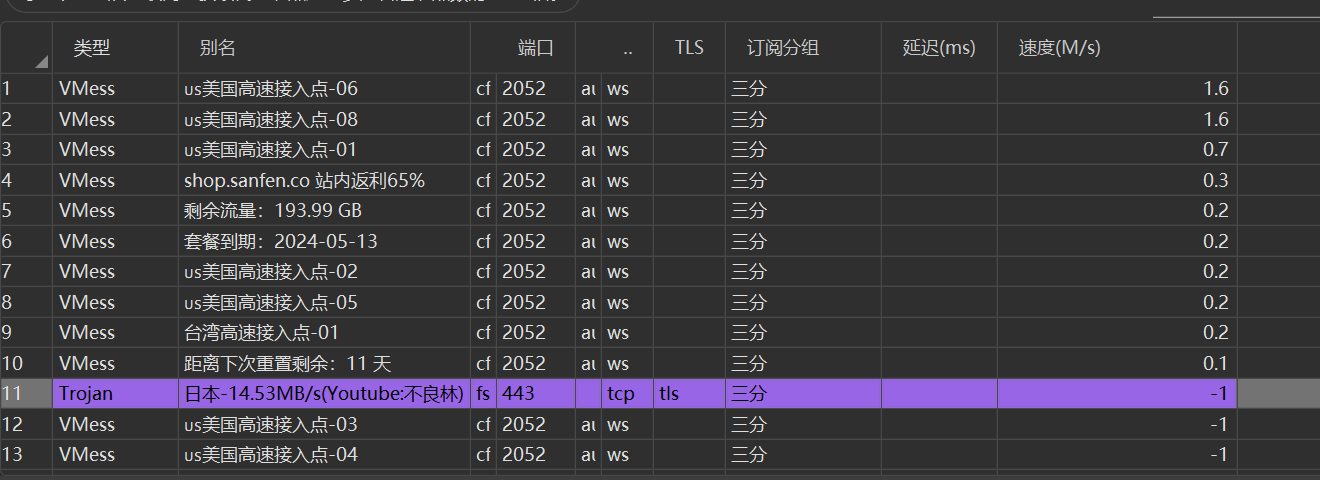 类型 别名 端口 .. TLS 订阅分组 延迟(ms) 速度(M/s)
1 VMess us美国高速接入点-06 cf 2052 au ws 三分 1.6
2 VMess us美国高速接入点-08 cf 2052 au ws 三分 1.6
3 VMess us美国高速接入点-01 cf 2052 au ws 三分 0.7
4 VMess shop.sanfen.co 站内返利65% cf 2052 au ws 三分 0.3
5 VMess 剩余流量：193.99 GB cf 2052 au ws 三分 0.2
6 VMess 套餐到期：2024-05-13 cf 2052 au ws 三分 0.2
7 VMess us美国高速接入点-02 cf 2052 au ws 三分 0.2
8 VMess us美国高速接入点-05 cf 2052 au ws 三分 0.2
9 VMess 台湾高速接入点-01 cf 2052 au ws 三分 0.2
10 VMess 距离下次重置剩余：11 天 cf 2052 au ws 三分 0.1
11 Trojan 日本-14.53MB/s(Youtube:不良林) fs 443 tcp tls 三分 -1
12 VMess us美国高速接入点-03 cf 2052 au ws 三分 -1
13 VMess us美国高速接入点-04 cf 2052 au ws 三分 -1